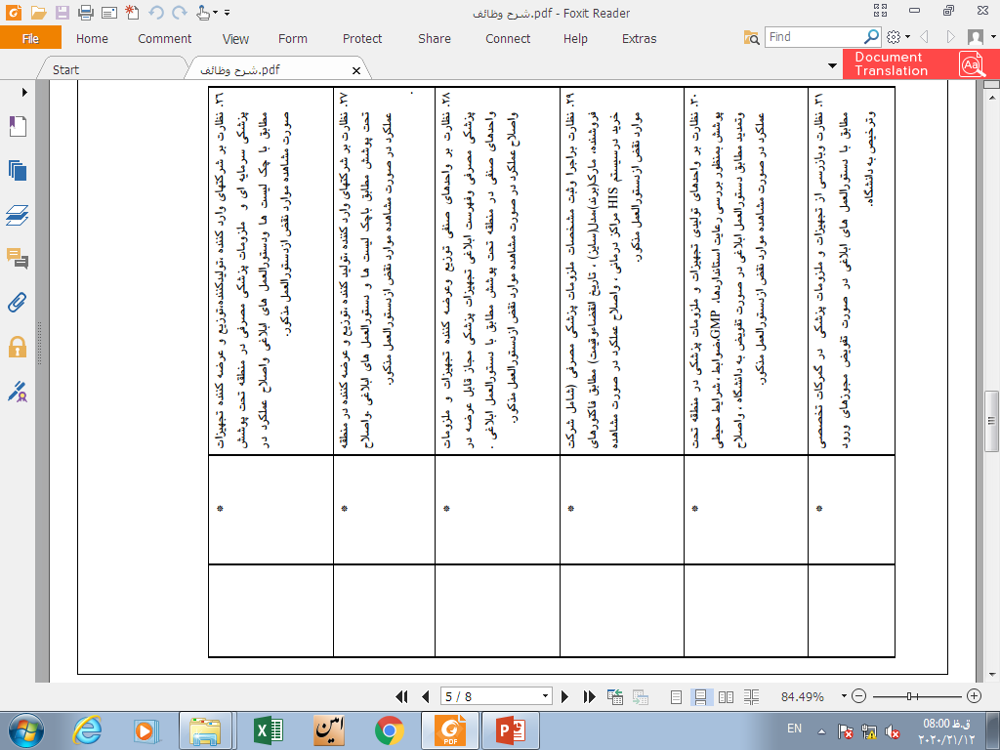 شرح وظائف.pdf - Foxit Reader
File
Home
Comment
View
Form
Protect
Share
Connect
Help
Extras
Find
Start
شرح وظائف.pdf
Document
Translation
۲۶. نظارت بر شرکتهای وارد کننده ،تولیدکننده،توزیع و عرضه کننده تجهیزات
پزشکی سرمایه ای و ملزومات پزشکی مصرفی در منطقه تحت پوشش
مطابق با چک لیست ها ودستورالعمل های ابلاغی واصلاح عملکرد در
صورت مشاهده موارد نقض ازدستورالعمل مذکور.
۲۷. نظارت بر شرکتهای وارد کننده ،تولید کننده ،توزیع و عرضه کننده در منطقه
تحت پوشش مطابق باچک لیست ها و دستورالعمل های ابلاغی .واصلاح
عملکرد در صورت مشاهده موارد نقض ازدستورالعمل مذکور.
.
۲۸. نظارت بر واحدهای صنفی توزیع وعرضه کننده تجهیزات و ملزومات
پزشکی مصرفی وفهرست ابلاغی تجهیزات پزشکی مجاز قابل عرضه در
واحدهای صنفی در منطقه تحت پوشش مطابق با دستورالعمل ابلاغی .
واصلاح عملکرد در صورت مشاهده موارد نقض ازدستورالعمل مذکور.
۲۹. نظارت براجرا وثبت مشخصات ملزومات پزشکی مصرفی (شامل شرکت
فروشنده، مارک(برند)مدل(سایز) ، تاریخ انقضاءوقیمت) مطابق فاکتورهای
خرید درسیستم HIS مراکز درمانی ، واصلاح عملکرد در صورت مشاهده
موارد نقض ازدستورالعمل مذکور.
۳۰. نظارت بر واحدهای تولیدی تجهیزات و ملزومات پزشکی در منطقه تحت
پوشش بمنظور بررسی رعایت استانداردها، GMP،ضوابط ، شرایط محیطی
وتمدید مطابق دستورالعمل ابلاغی در صورت تفویض به دانشگاه ، واصلاح
عملکرد در صورت مشاهده موارد نقض ازدستورالعمل مذکور.
۳۱. نظارت وبازرسی از تجهیزات و ملزومات پزشکی در گمرکات تخصصی
مطابق با دستورالعمل های ابلاغی در صورت تفویض مجوزهای ورود
وترخیص به دانشگاه.
5 / 8
84.49%
امین
PDF
EN
08:00 ق.ظ
۲۰۲۰/۲۱/۱۲